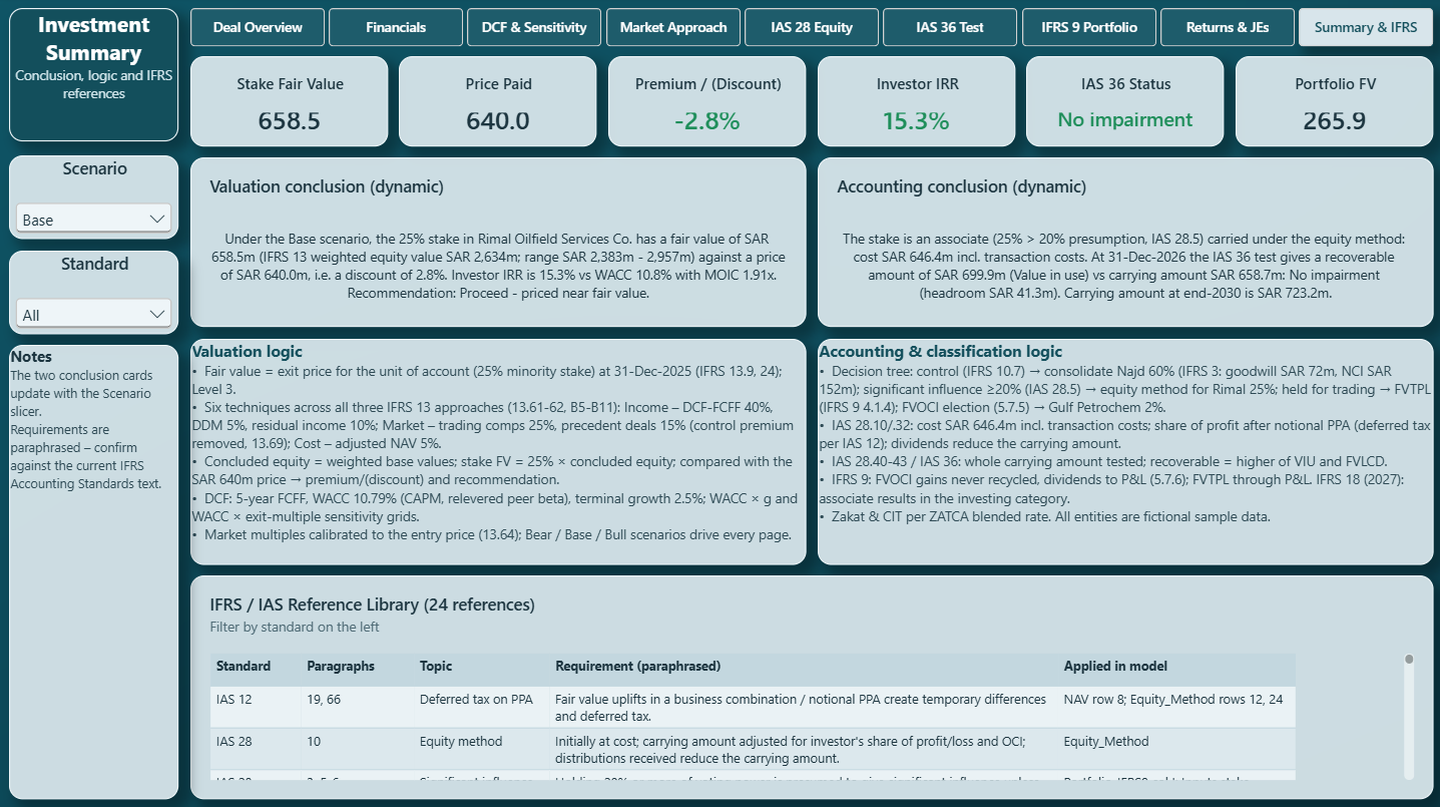 Investment
Summary
Conclusion, logic and IFRS
references
Deal Overview
Financials
DCF & Sensitivity
Market Approach
IAS 28 Equity
IAS 36 Test
IFRS 9 Portfolio
Returns & JEs
Summary & IFRS
Stake Fair Value
658.5
Price Paid
640.0
Premium / (Discount)
-2.8%
Investor IRR
15.3%
IAS 36 Status
No impairment
Portfolio FV
265.9
Scenario
Base
Standard
All
Notes
The two conclusion cards
update with the Scenario
slicer.
Requirements are
paraphrased – confirm
against the current IFRS
Accounting Standards text.
Valuation conclusion (dynamic)
Under the Base scenario, the 25% stake in Rimal Oilfield Services Co. has a fair value of SAR
658.5m (IFRS 13 weighted equity value SAR 2,634m; range SAR 2,383m - 2,957m) against a price
of SAR 640.0m, i.e. a discount of 2.8%. Investor IRR is 15.3% vs WACC 10.8% with MOIC 1.91x.
Recommendation: Proceed - priced near fair value.
Accounting conclusion (dynamic)
The stake is an associate (25% > 20% presumption, IAS 28.5) carried under the equity method:
cost SAR 646.4m incl. transaction costs. At 31-Dec-2026 the IAS 36 test gives a recoverable
amount of SAR 699.9m (Value in use) vs carrying amount SAR 658.7m: No impairment
(headroom SAR 41.3m). Carrying amount at end-2030 is SAR 723.2m.
Valuation logic
• Fair value = exit price for the unit of account (25% minority stake) at 31-Dec-2025 (IFRS 13.9, 24);
Level 3.
• Six techniques across all three IFRS 13 approaches (13.61-62, B5-B11): Income – DCF-FCFF 40%,
DDM 5%, residual income 10%; Market – trading comps 25%, precedent deals 15% (control premium
removed, 13.69); Cost – adjusted NAV 5%.
• Concluded equity = weighted base values; stake FV = 25% × concluded equity; compared with the
SAR 640m price → premium/(discount) and recommendation.
• DCF: 5-year FCFF, WACC 10.79% (CAPM, relevered peer beta), terminal growth 2.5%; WACC × g and
WACC × exit-multiple sensitivity grids.
• Market multiples calibrated to the entry price (13.64); Bear / Base / Bull scenarios drive every page.
Accounting & classification logic
• Decision tree: control (IFRS 10.7) → consolidate Najd 60% (IFRS 3: goodwill SAR 72m, NCI SAR
152m); significant influence ≥20% (IAS 28.5) → equity method for Rimal 25%; held for trading → FVTPL
(IFRS 9 4.1.4); FVOCI election (5.7.5) → Gulf Petrochem 2%.
• IAS 28.10/.32: cost SAR 646.4m incl. transaction costs; share of profit after notional PPA (deferred tax
per IAS 12); dividends reduce the carrying amount.
• IAS 28.40-43 / IAS 36: whole carrying amount tested; recoverable = higher of VIU and FVLCD.
• IFRS 9: FVOCI gains never recycled, dividends to P&L (5.7.6); FVTPL through P&L. IFRS 18 (2027):
associate results in the investing category.
• Zakat & CIT per ZATCA blended rate. All entities are fictional sample data.
IFRS / IAS Reference Library (24 references)
Filter by standard on the left
Standard Paragraphs Topic Requirement (paraphrased) Applied in model
IAS 12 19, 66 Deferred tax on PPA Fair value uplifts in a business combination / notional PPA create temporary differences NAV row 8; Equity_Method rows 12, 24
and deferred tax.
IAS 28 10 Equity method Initially at cost; carrying amount adjusted for investor's share of profit/loss and OCI; Equity_Method
distributions received reduce the carrying amount.